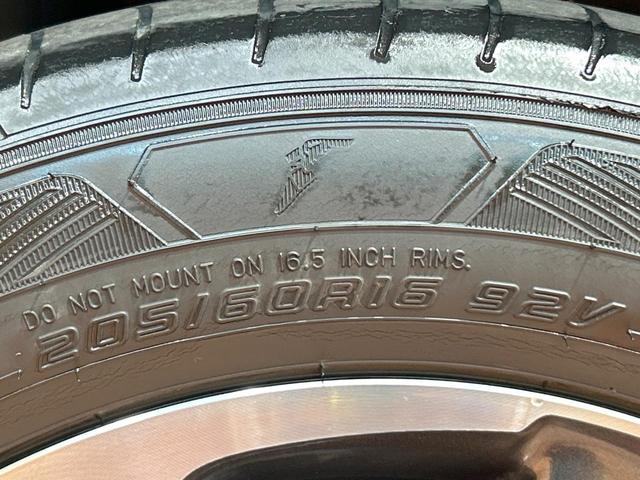 DO NOT MOUNT ON 16.5 INCH RIMS.
205/60R16 92V